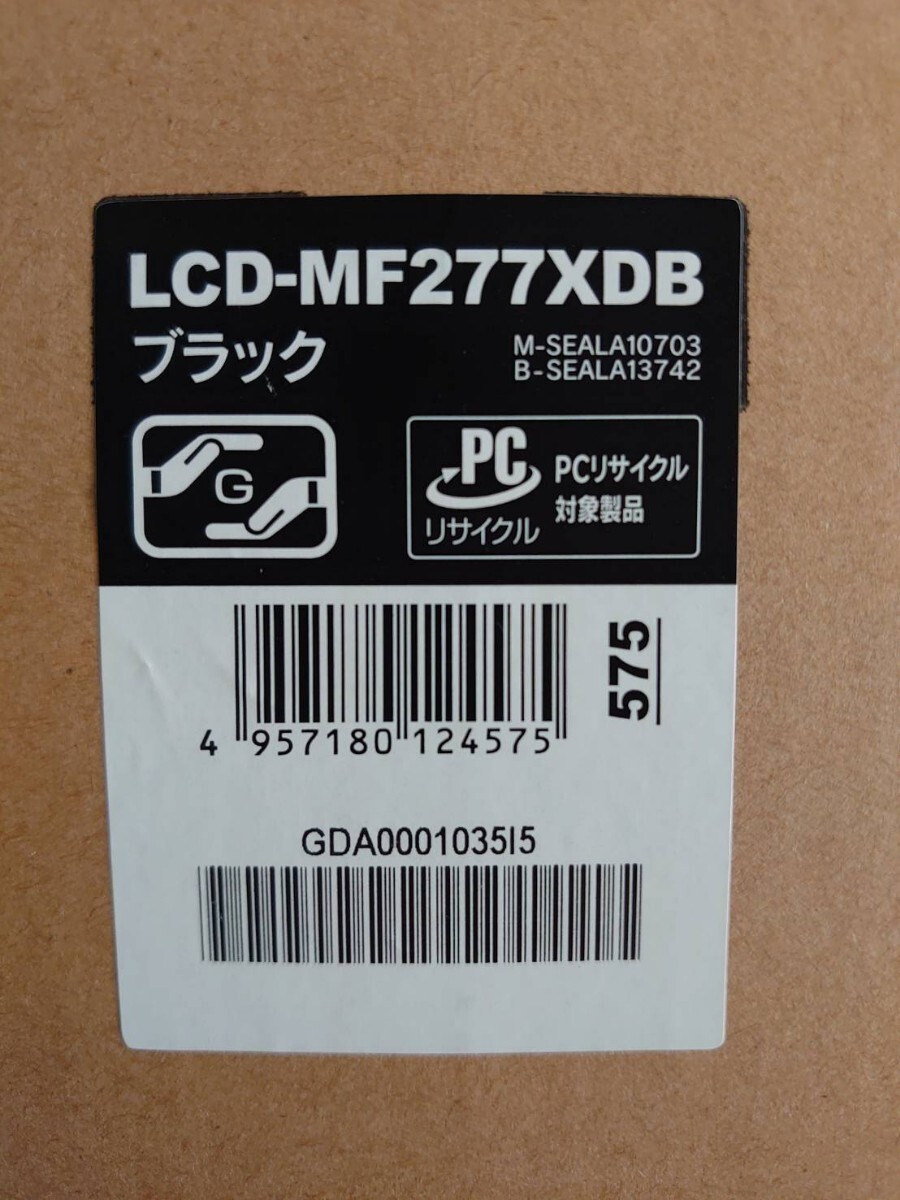 LCD-MF277XDB
ブラック
M-SEALA10703
B-SEALA13742
G
PC
リサイクル
PCリサイクル
対象製品
575
4 957180 124575
GDA0001035I5